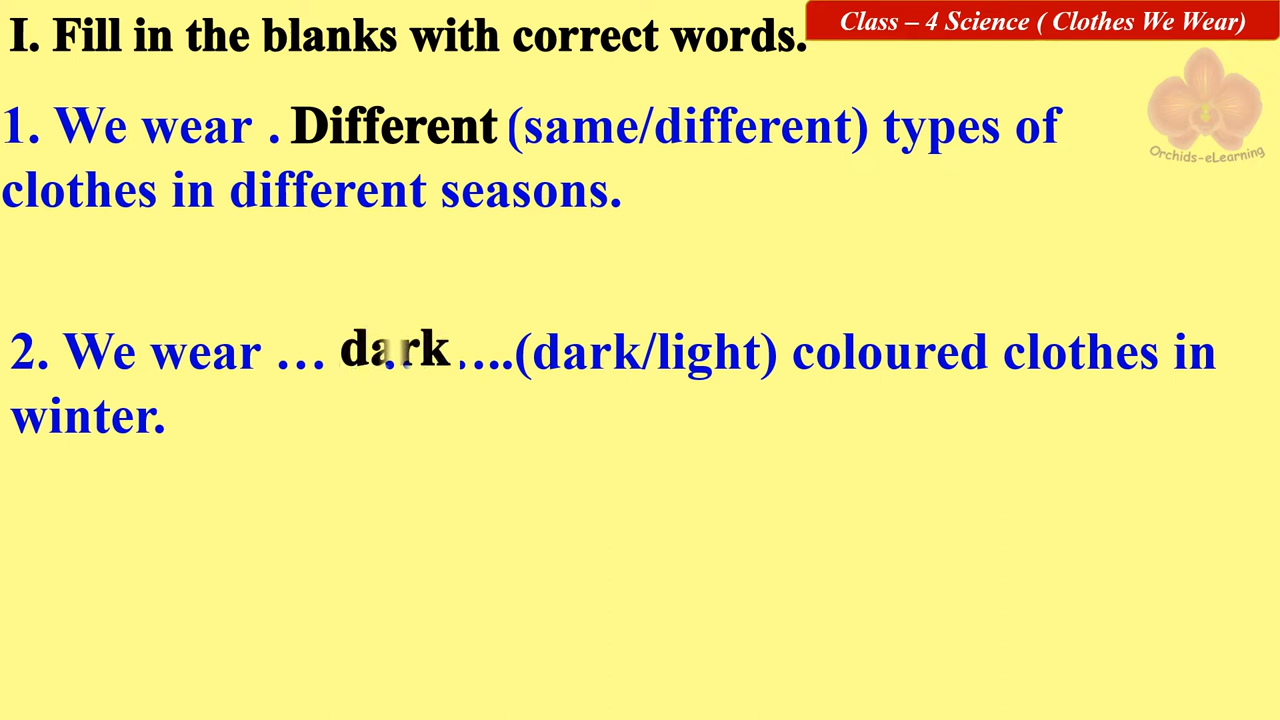 I. Fill in the blanks with correct words.
Class – 4 Science ( Clothes We Wear)
Orchids-eLearning
1. We wear . Different (same/different) types of
clothes in different seasons.
2. We wear … dark ….(dark/light) coloured clothes in
winter.